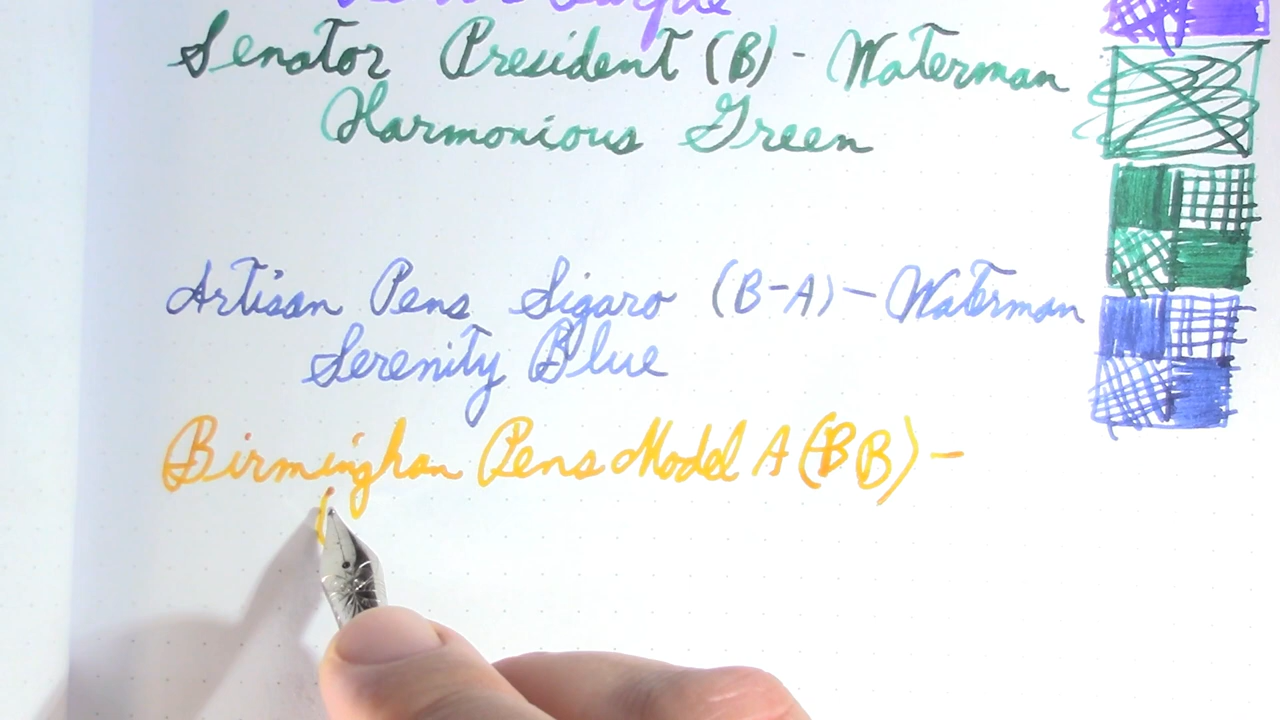 Senator President (B) - Waterman
Harmonious Green
Artisan Pens Sigaro (B-A) - Waterman
Serenity Blue
Birmingham Pens Model A (BB) -